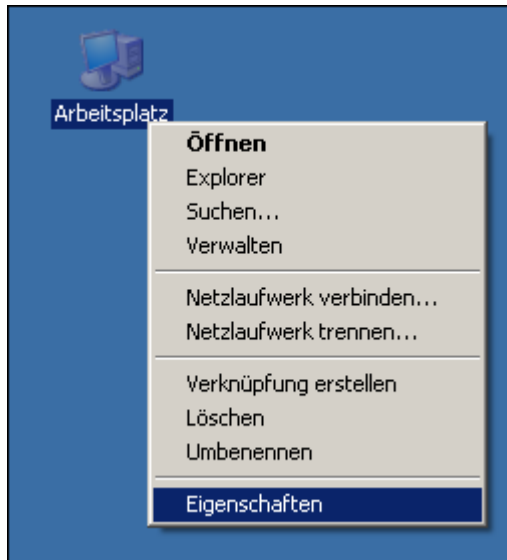 Arbeitsplatz
Öffnen
Explorer
Suchen...
Verwalten
Netzlaufwerk verbinden...
Netzlaufwerk trennen...
Verknüpfung erstellen
Löschen
Umbenennen
Eigenschaften